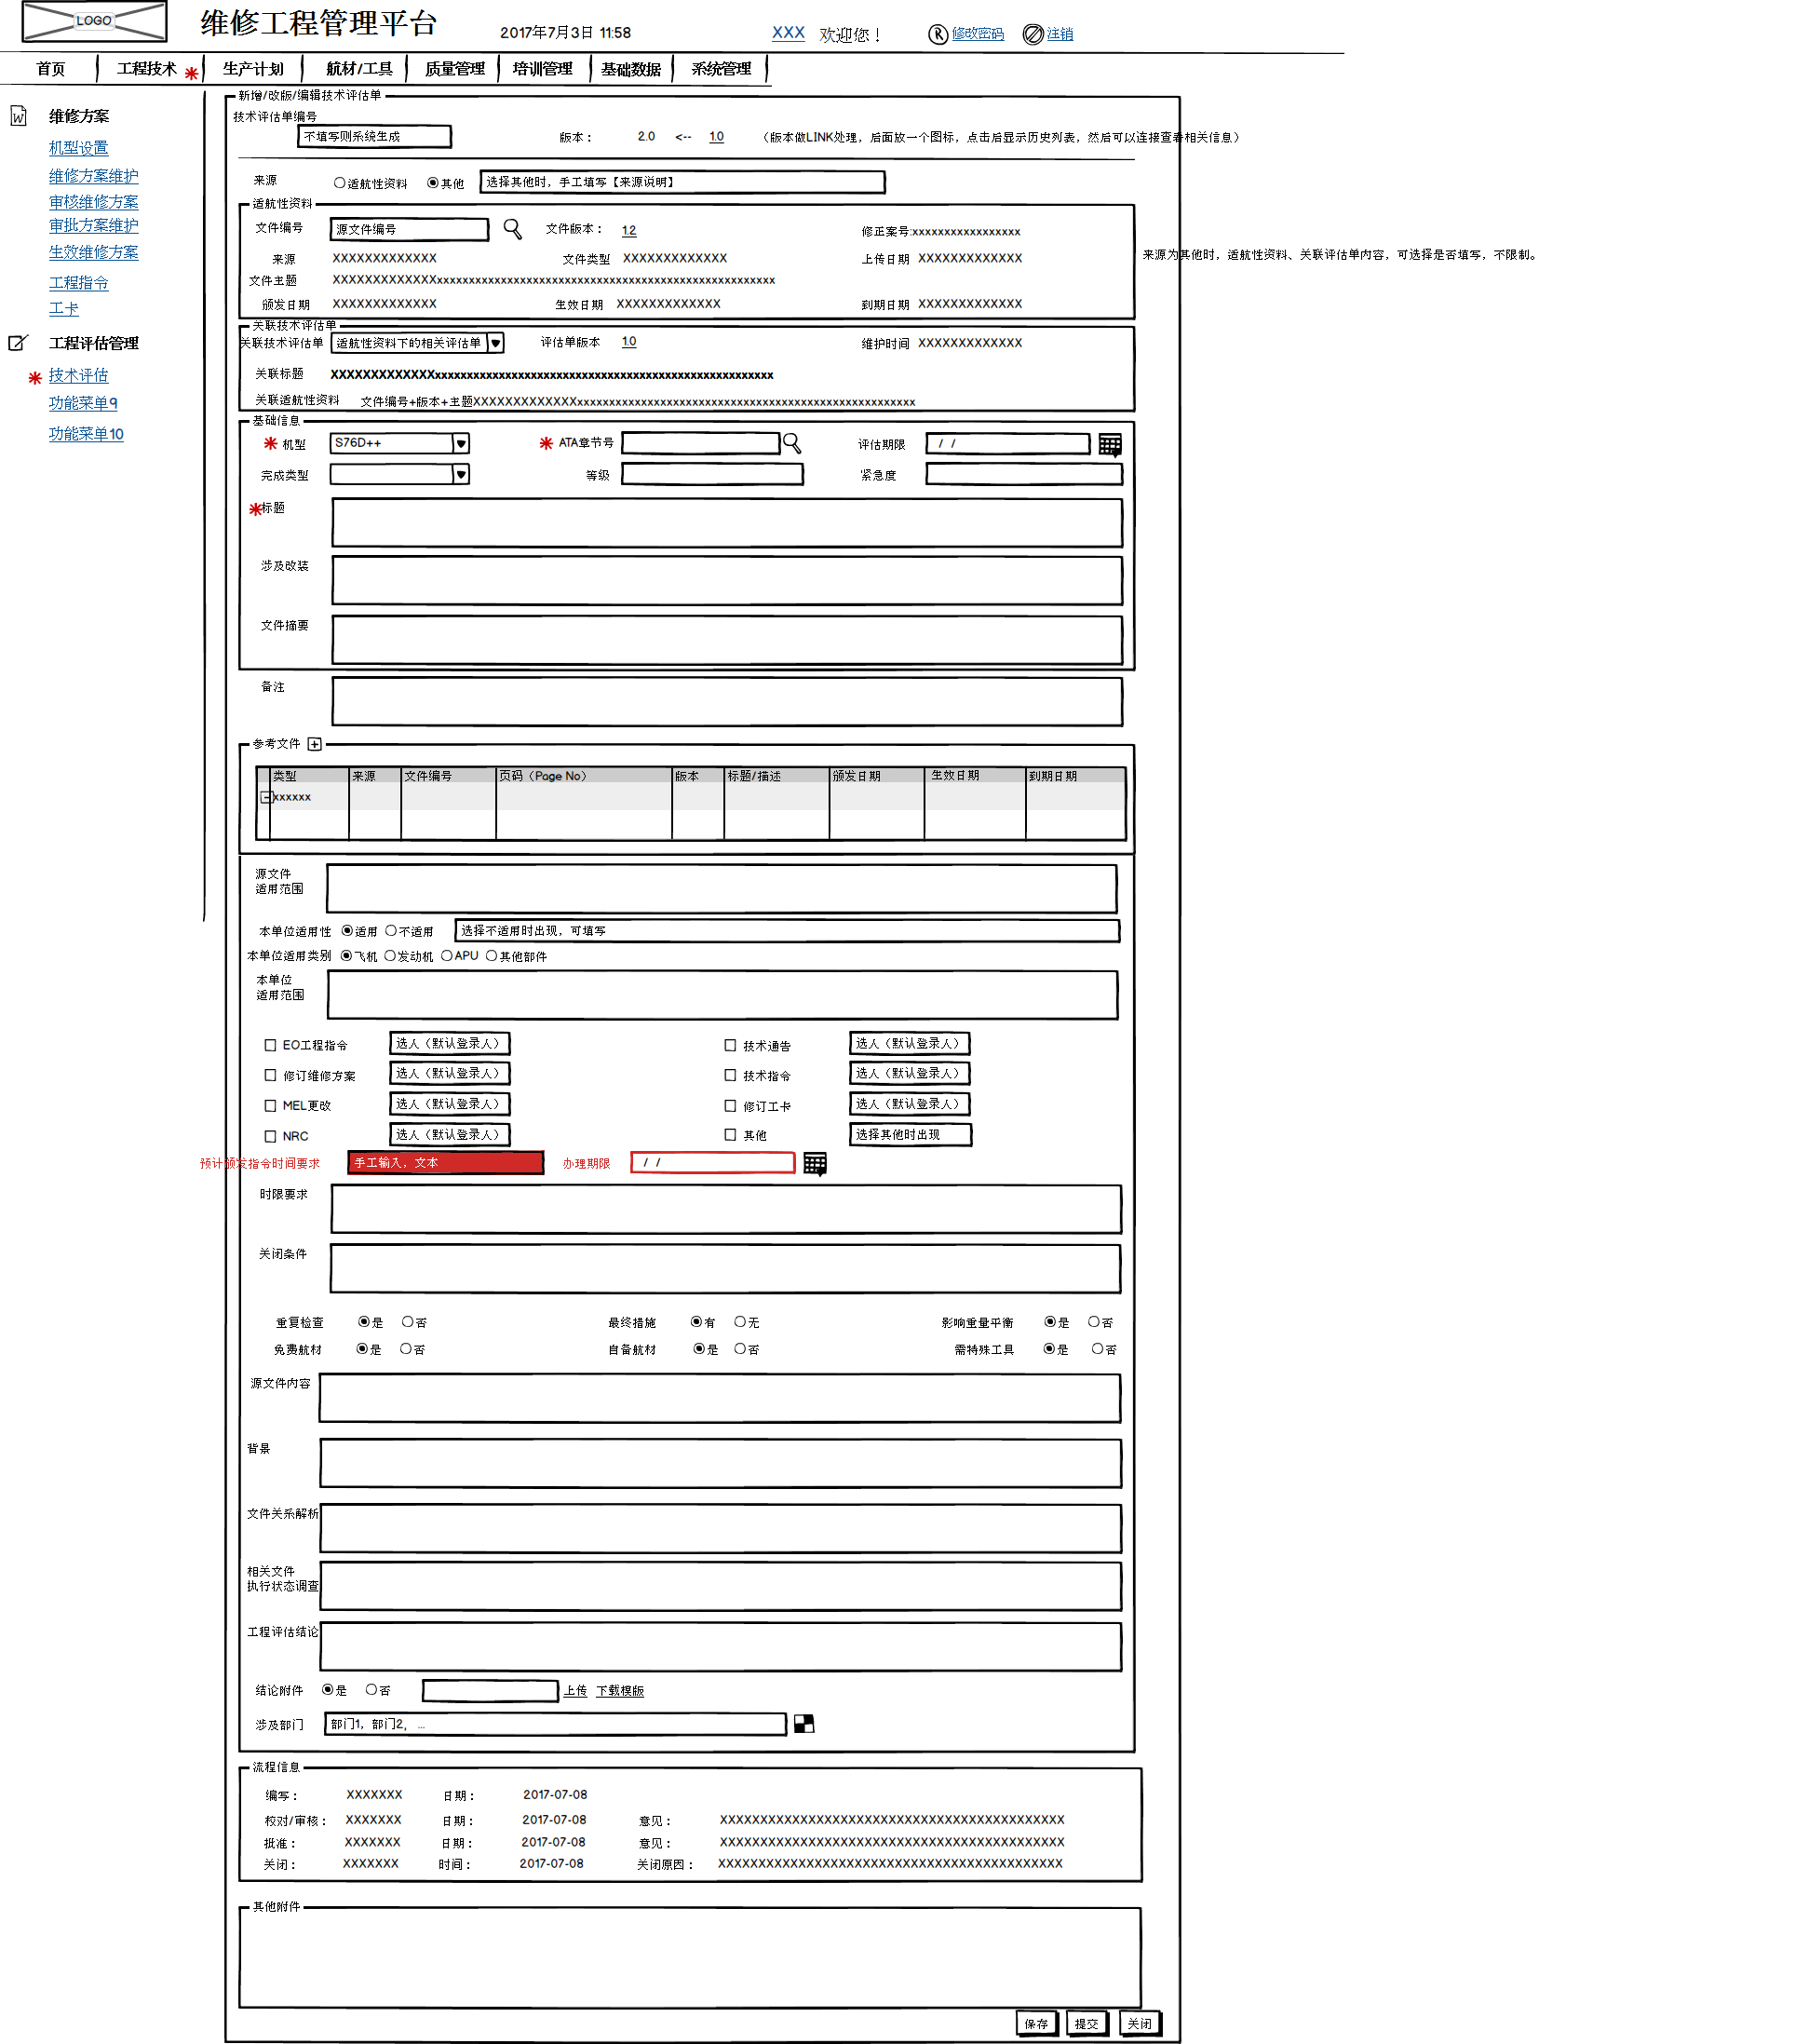 LOGO
维修工程管理平台
2017年7月3日 11:58
XXX 欢迎您！
修改密码 注销
首页 工程技术 生产计划 航材/工具 质量管理 培训管理 基础数据 系统管理
维修方案
机型设置
维修方案维护
审核维修方案
审批方案维护
生效维修方案
工程指令
工卡
工程评估管理
技术评估
功能菜单9
功能菜单10
新增/改版/编辑技术评估单
技术评估单编号
不填写则系统生成 版本： 2.0 <-- 1.0 （版本做LINK处理，后面放一个图标，点击后显示历史列表，然后可以连接查看相关信息）
来源 适航性资料 其他 选择其他时，手工填写【来源说明】
适航性资料
文件编号 源文件编号 文件版本： 1.2 修正案号:xxxxxxxxxxxxxxxxx
来源 XXXXXXXXXXXXX 文件类型 XXXXXXXXXXXXX 上传日期 XXXXXXXXXXXXX
来源为其他时，适航性资料、关联评估单内容，可选择是否填写，不限制。
文件主题 XXXXXXXXXXXXXxxxxxxxxxxxxxxxxxxxxxxxxxxxxxxxxxxxxxxxxxxxxxxxxxxxxx
颁发日期 XXXXXXXXXXXXX 生效日期 XXXXXXXXXXXXX 到期日期 XXXXXXXXXXXXX
关联技术评估单
关联技术评估单 适航性资料下的相关评估单 评估单版本 1.0 维护时间 XXXXXXXXXXXXX
关联标题 XXXXXXXXXXXXXxxxxxxxxxxxxxxxxxxxxxxxxxxxxxxxxxxxxxxxxxxxxxxxxxxxxx
关联适航性资料 文件编号+版本+主题XXXXXXXXXXXXXxxxxxxxxxxxxxxxxxxxxxxxxxxxxxxxxxxxxxxxxxxxxxxxxxxxxx
基础信息
机型 S76D++ ATA章节号 评估期限 / /
完成类型 等级 紧急度
标题
涉及改装
文件摘要
备注
参考文件
类型 来源 文件编号 页码（Page No） 版本 标题/描述 颁发日期 生效日期 到期日期
xxxxxx
源文件
适用范围
本单位适用性 适用 不适用 选择不适用时出现，可填写
本单位适用类别 飞机 发动机 APU 其他部件
本单位
适用范围
EO工程指令 选人（默认登录人） 技术通告 选人（默认登录人）
修订维修方案 选人（默认登录人） 技术指令 选人（默认登录人）
MEL更改 选人（默认登录人） 修订工卡 选人（默认登录人）
NRC 选人（默认登录人） 其他 选择其他时出现
预计颁发指令时间要求 手工输入，文本 办理期限 / /
时限要求
关闭条件
重复检查 是 否 最终措施 有 无 影响重量平衡 是 否
免费航材 是 否 自备航材 是 否 需特殊工具 是 否
源文件内容
背景
文件关系解析
相关文件
执行状态调查
工程评估结论
结论附件 是 否 上传 下载模版
涉及部门 部门1，部门2，...
流程信息
编写： XXXXXXX 日期： 2017-07-08
校对/审核： XXXXXXX 日期： 2017-07-08 意见： XXXXXXXXXXXXXXXXXXXXXXXXXXXXXXXXXXXXXXXXXXX
批准： XXXXXXX 日期： 2017-07-08 意见： XXXXXXXXXXXXXXXXXXXXXXXXXXXXXXXXXXXXXXXXXXX
关闭： XXXXXXX 时间： 2017-07-08 关闭原因： XXXXXXXXXXXXXXXXXXXXXXXXXXXXXXXXXXXXXXXXXXX
其他附件
保存 提交 关闭